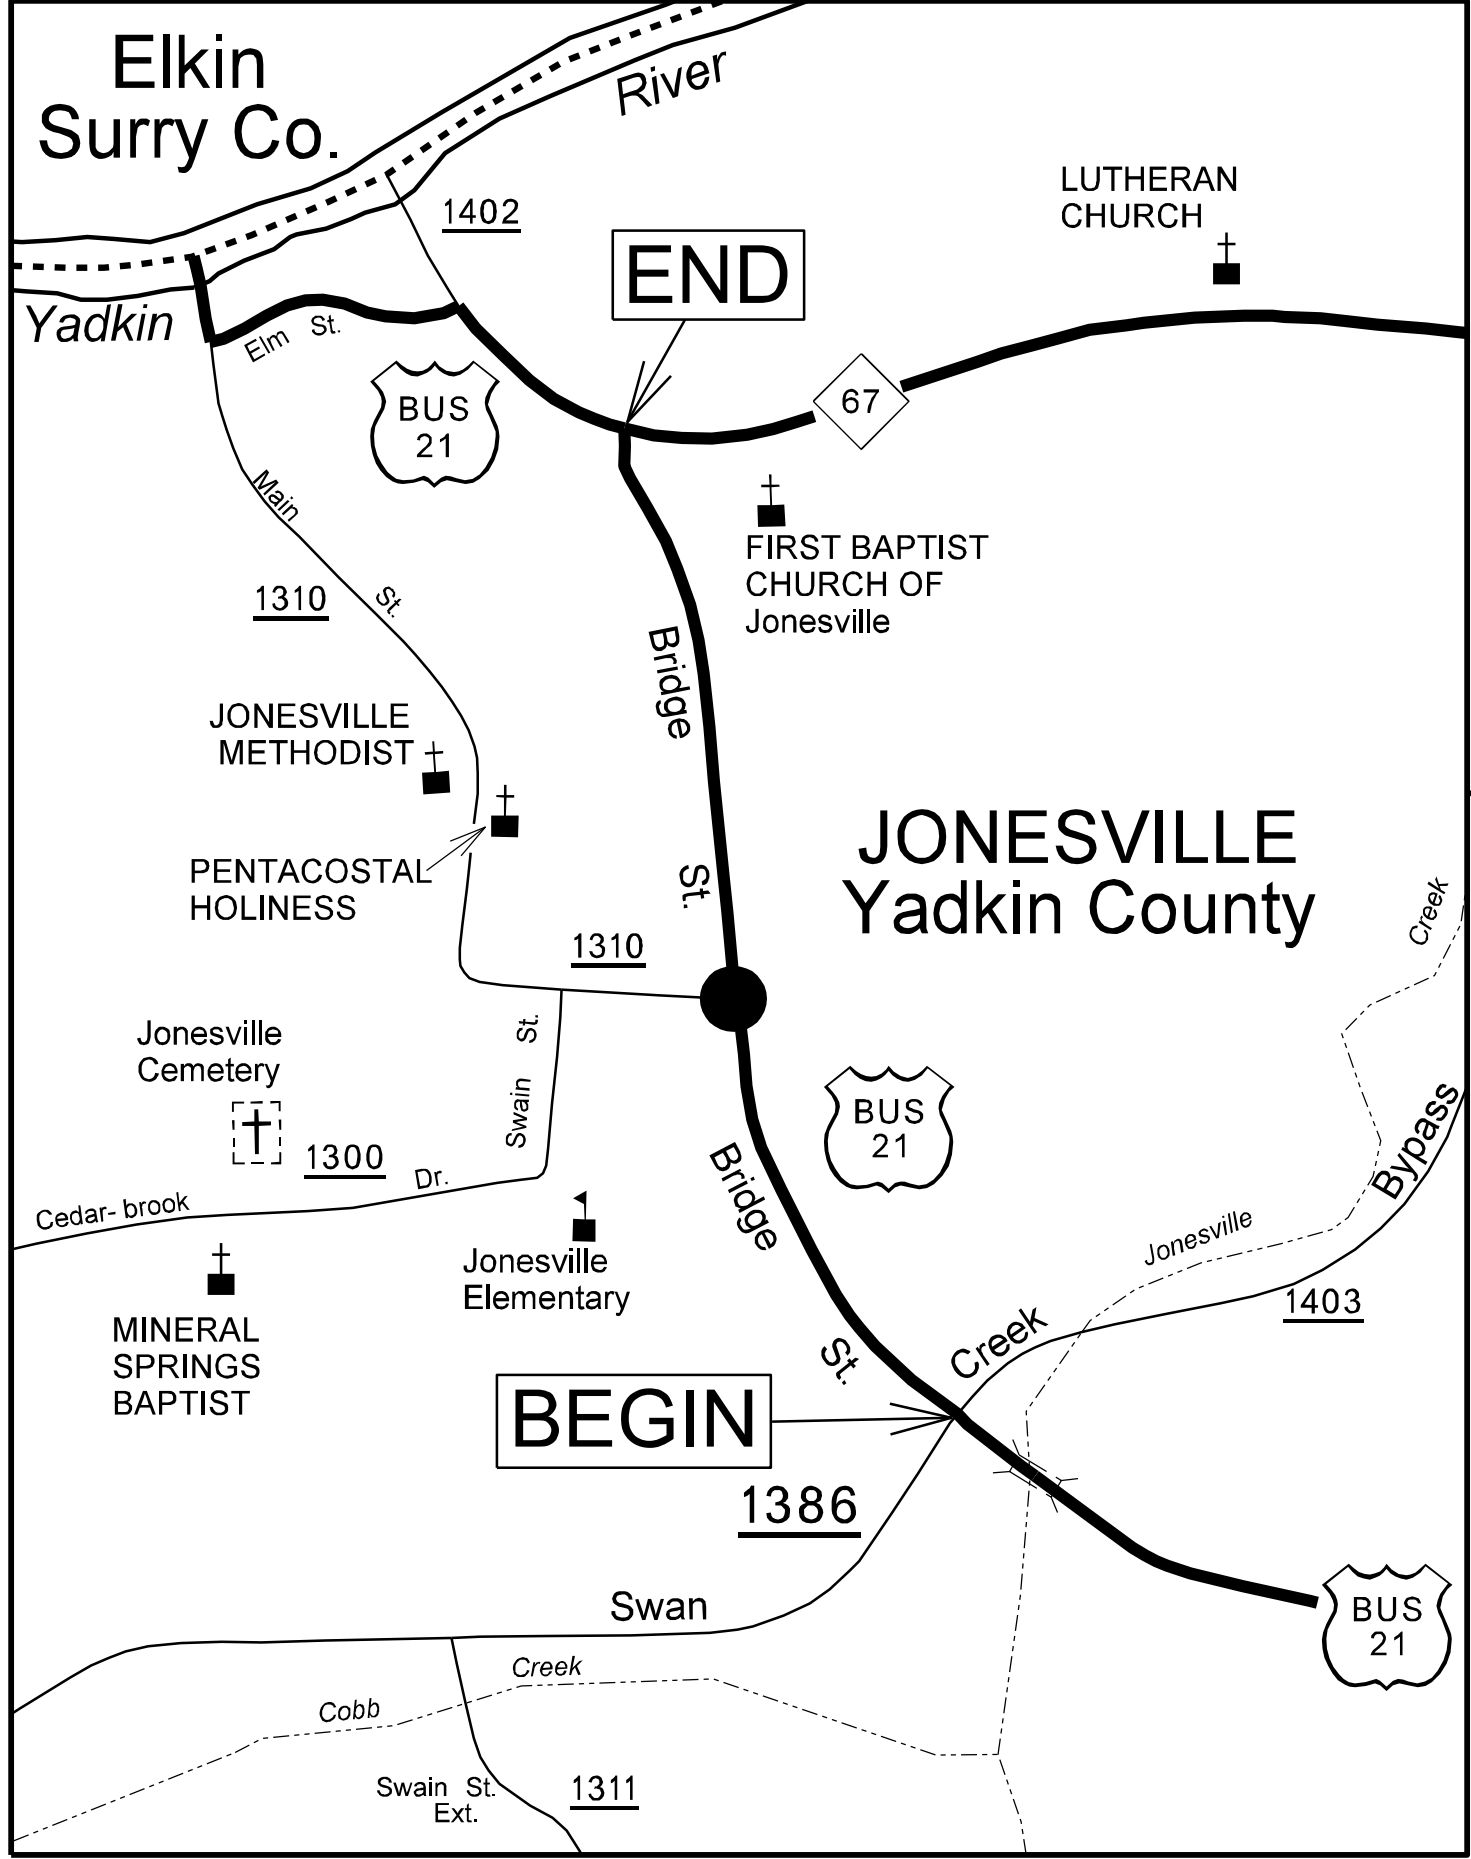 Elkin
Surry Co.
River
LUTHERAN
CHURCH
1402
END
Yadkin
Elm St.
BUS
21
67
Main
St.
FIRST BAPTIST
CHURCH OF
Jonesville
1310
Bridge
St.
JONESVILLE
METHODIST
JONESVILLE
Yadkin County
PENTACOSTAL
HOLINESS
Creek
1310
Jonesville
Cemetery
Swain St.
BUS
21
Bypass
1300
Dr.
Cedar- brook
Bridge
St.
Jonesville
Jonesville
Elementary
1403
MINERAL
SPRINGS
BAPTIST
Creek
BEGIN
1386
Swan
BUS
21
Creek
Cobb
Swain St.
Ext.
1311